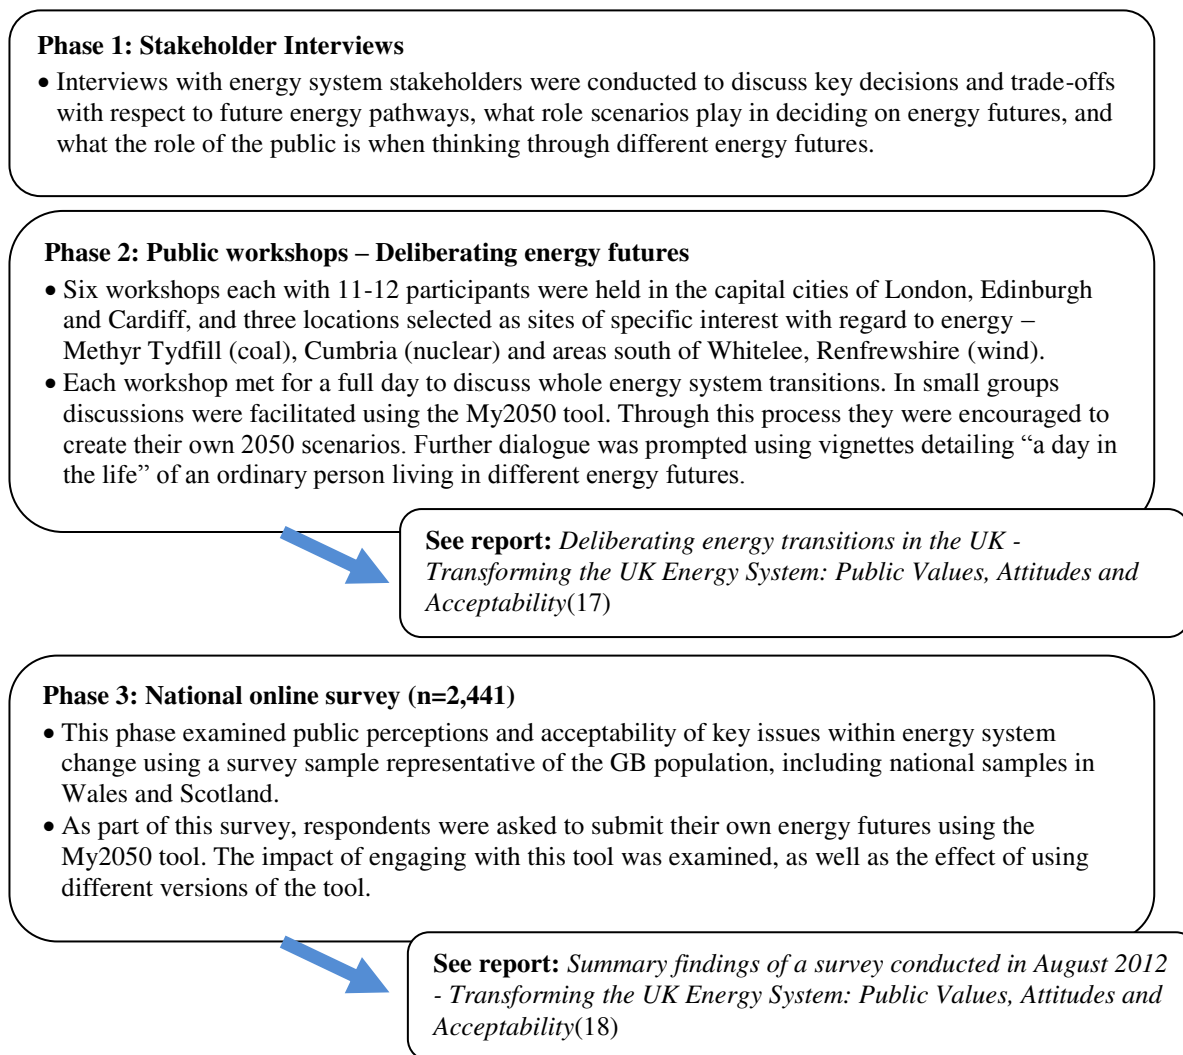 Phase 1: Stakeholder Interviews
• Interviews with energy system stakeholders were conducted to discuss key decisions and trade-offs
with respect to future energy pathways, what role scenarios play in deciding on energy futures, and
what the role of the public is when thinking through different energy futures.
Phase 2: Public workshops – Deliberating energy futures
• Six workshops each with 11-12 participants were held in the capital cities of London, Edinburgh
and Cardiff, and three locations selected as sites of specific interest with regard to energy –
Methyr Tydfill (coal), Cumbria (nuclear) and areas south of Whitelee, Renfrewshire (wind).
• Each workshop met for a full day to discuss whole energy system transitions. In small groups
discussions were facilitated using the My2050 tool. Through this process they were encouraged to
create their own 2050 scenarios. Further dialogue was prompted using vignettes detailing “a day in
the life” of an ordinary person living in different energy futures.
See report: Deliberating energy transitions in the UK -
Transforming the UK Energy System: Public Values, Attitudes and
Acceptability(17)
Phase 3: National online survey (n=2,441)
• This phase examined public perceptions and acceptability of key issues within energy system
change using a survey sample representative of the GB population, including national samples in
Wales and Scotland.
• As part of this survey, respondents were asked to submit their own energy futures using the
My2050 tool. The impact of engaging with this tool was examined, as well as the effect of using
different versions of the tool.
See report: Summary findings of a survey conducted in August 2012
- Transforming the UK Energy System: Public Values, Attitudes and
Acceptability(18)